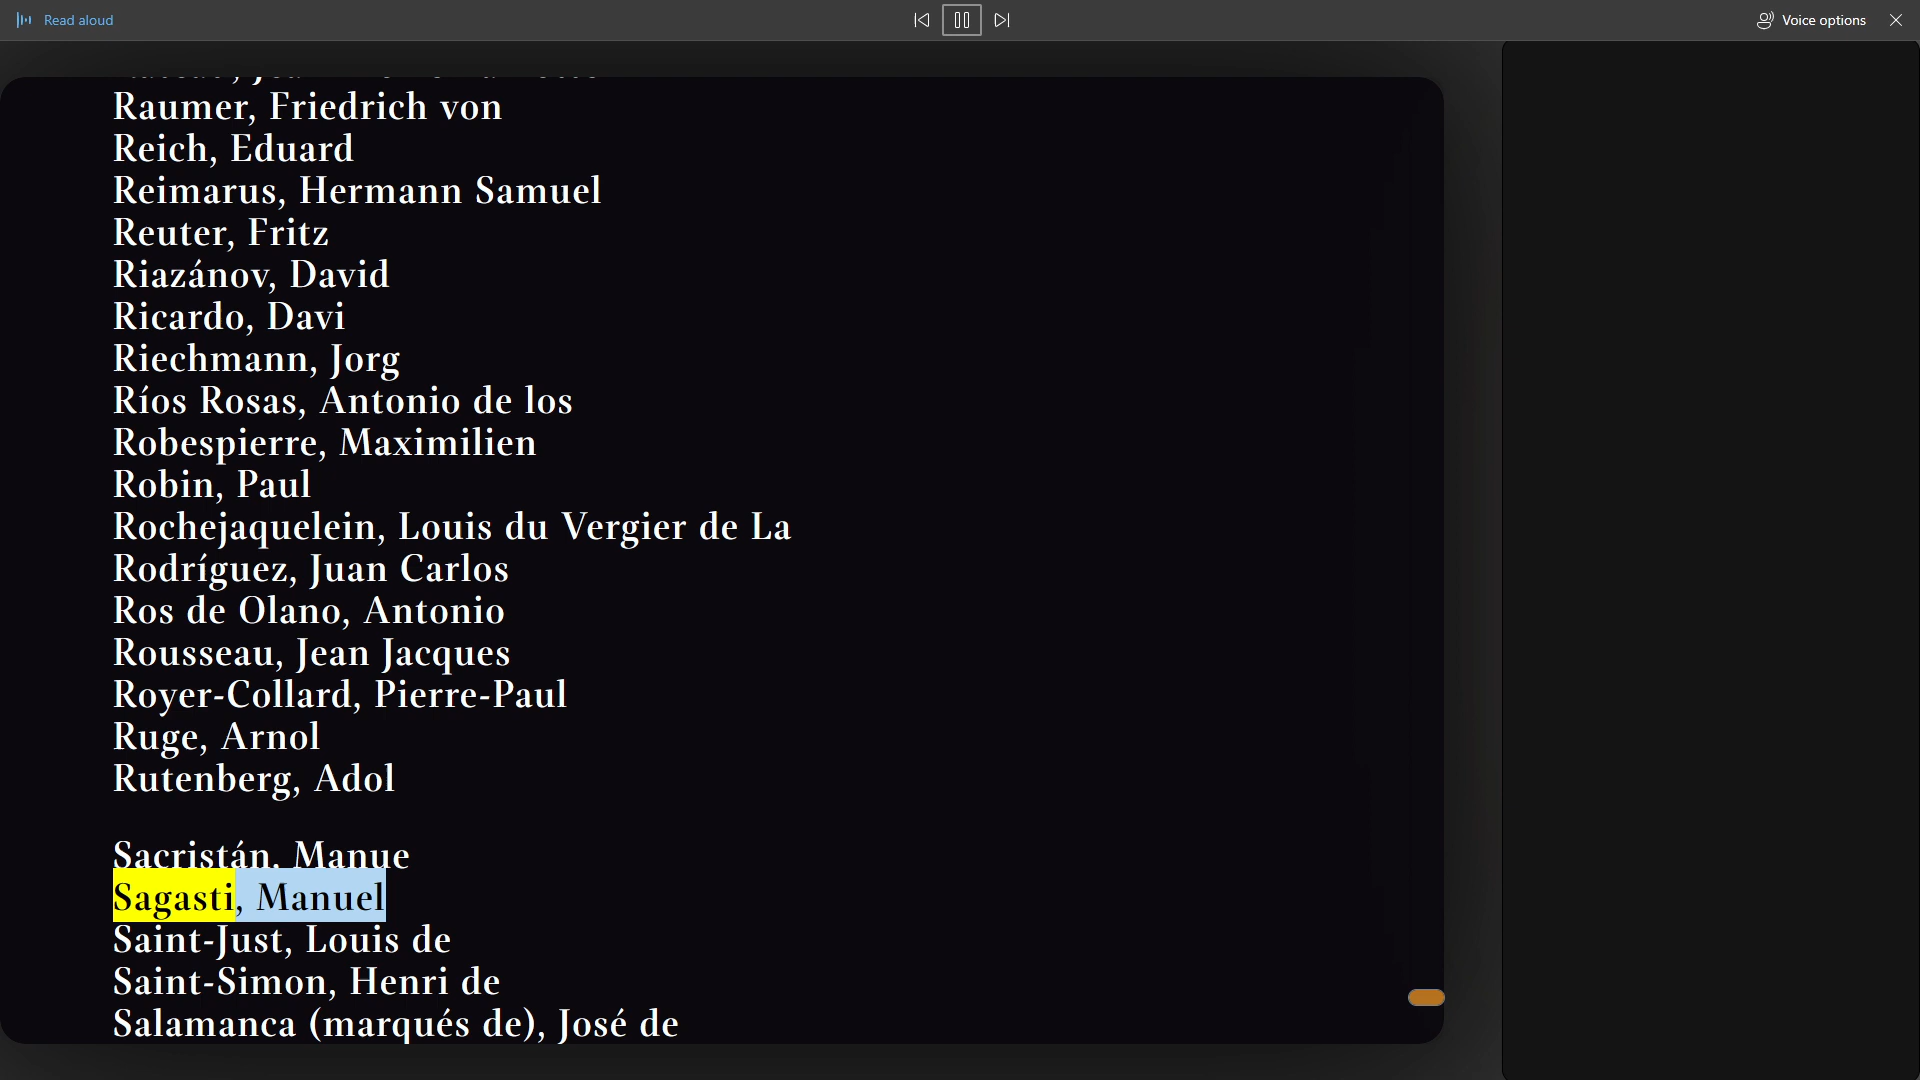 Read aloud
Voice options
Raumer, Friedrich von
Reich, Eduard
Reimarus, Hermann Samuel
Reuter, Fritz
Riazánov, David
Ricardo, Davi
Riechmann, Jorg
Ríos Rosas, Antonio de los
Robespierre, Maximilien
Robin, Paul
Rochejaquelein, Louis du Vergier de La
Rodríguez, Juan Carlos
Ros de Olano, Antonio
Rousseau, Jean Jacques
Royer-Collard, Pierre-Paul
Ruge, Arnol
Rutenberg, Adol
Sacristán, Manue
Sagasti, Manuel
Saint-Just, Louis de
Saint-Simon, Henri de
Salamanca (marqués de), José de